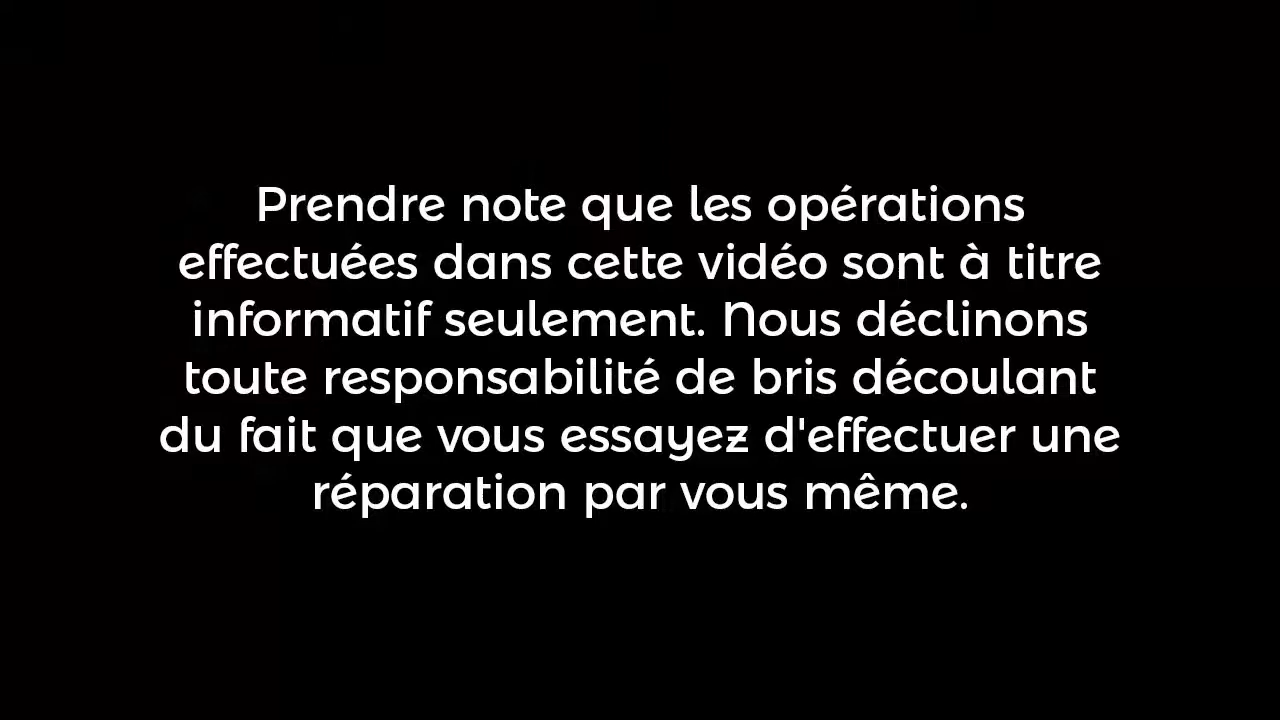 Prendre note que les opérations
effectuées dans cette vidéo sont à titre
informatif seulement. Nous déclinons
toute responsabilité de bris découlant
du fait que vous essayez d'effectuer une
réparation par vous même.